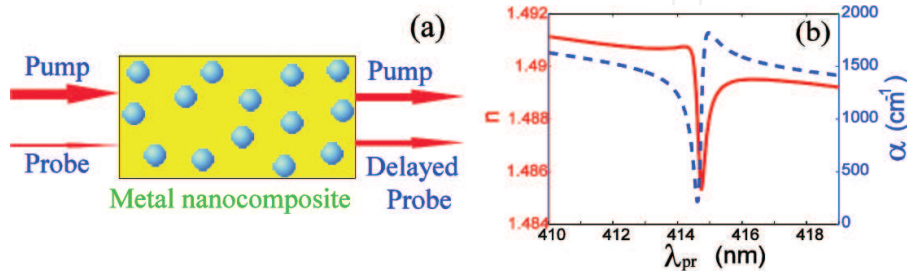 (a)
Pump
Pump
Probe
Delayed
Probe
Metal nanocomposite
(b)
1.492
1.49
1.488
1.486
1.484
n
2000
1500
1000
500
0
α (cm⁻¹)
410
412
414
416
418
λpr (nm)